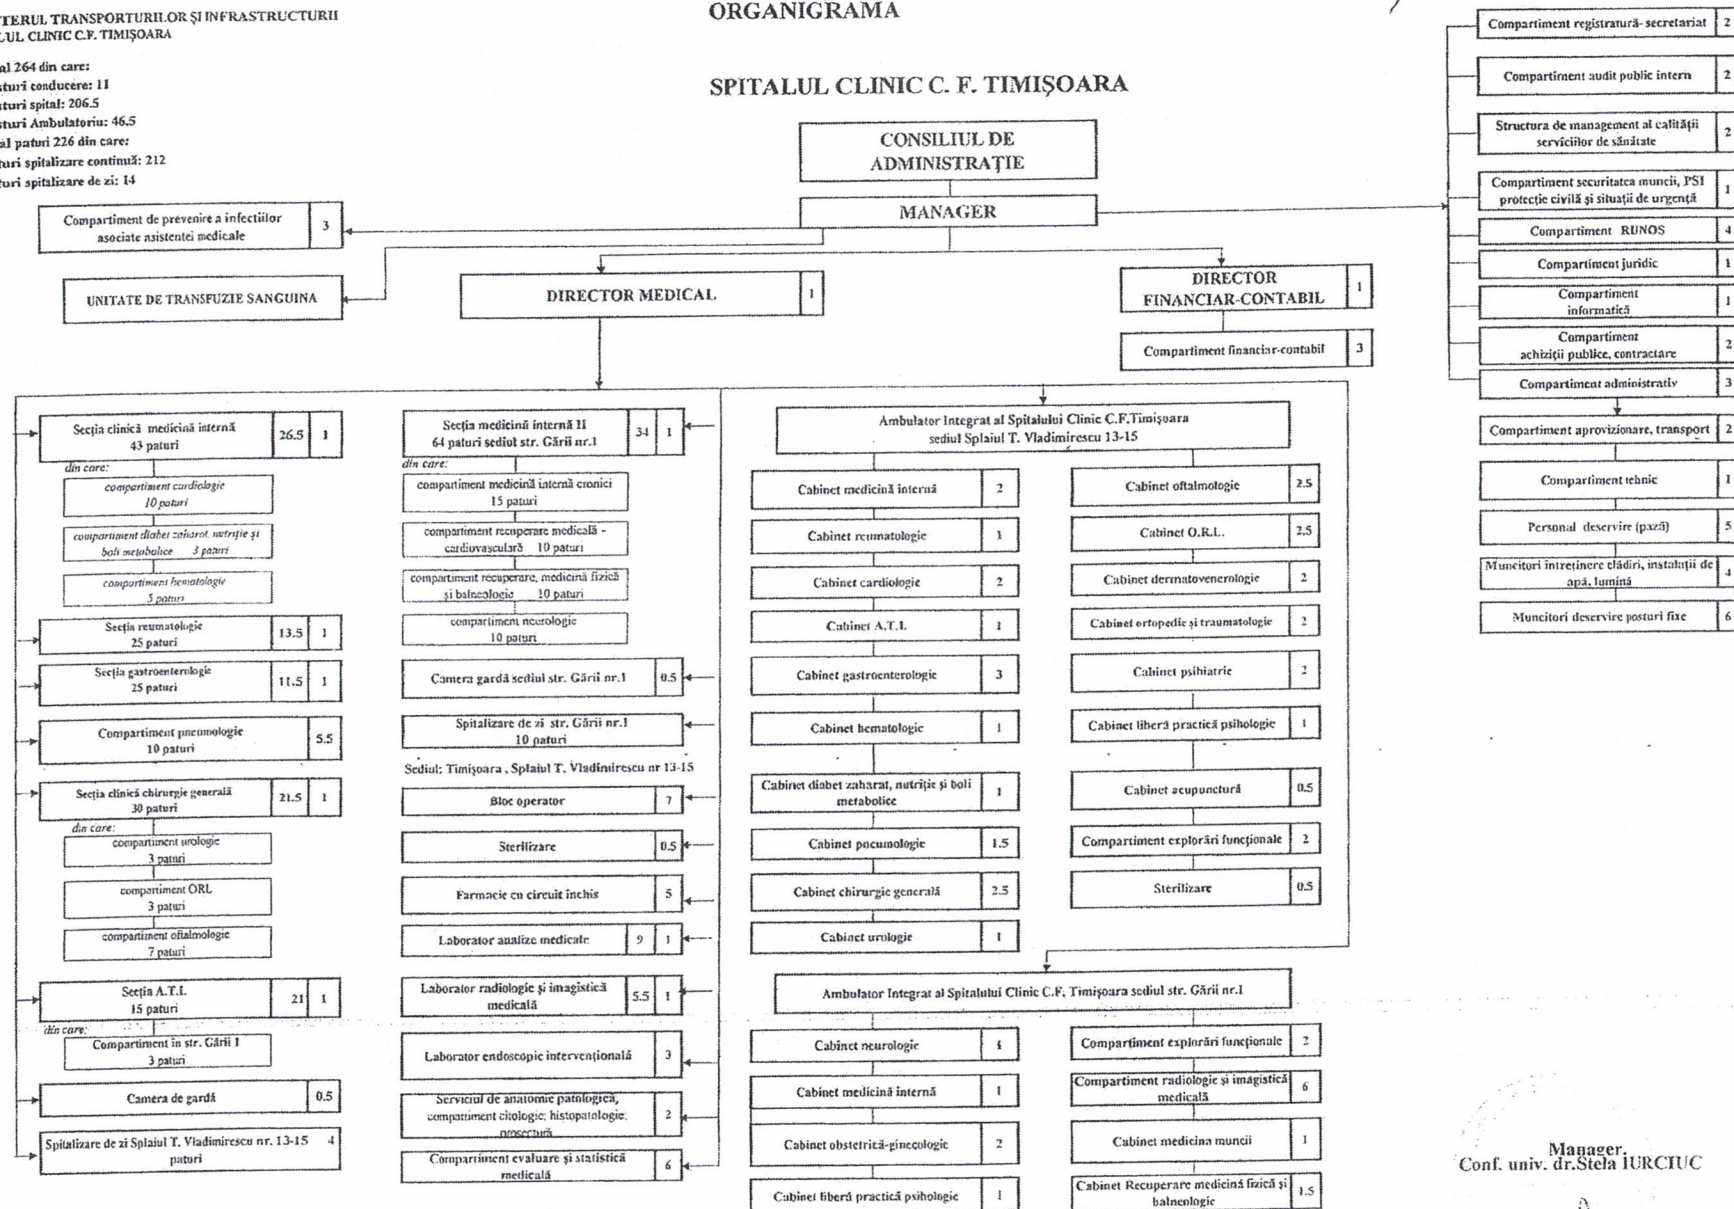 TERUL TRANSPORTURILOR ŞI INFRASTRUCTURII
LUL CLINIC C.F. TIMIŞOARA
al 264 din care:
turi conducere: 11
turi spital: 206.5
sturi Ambulatoriu: 46.5
al paturi 226 din care:
turi spitalizare continuă: 212
turi spitalizare de zi: 14
ORGANIGRAMA
SPITALUL CLINIC C. F. TIMIŞOARA
CONSILIUL DE
ADMINISTRAŢIE
MANAGER
Compartiment de prevenire a infectiilor
asociate asistentei medicale
3
UNITATE DE TRANSFUZIE SANGUINA
DIRECTOR MEDICAL
1
DIRECTOR
FINANCIAR-CONTABIL
1
Compartiment financiar-contabil 3
Compartiment registratură- secretariat 2
Compartiment audit public intern 2
Structura de management al calităţii
serviciilor de sănătate
2
Compartiment securitatea muncii, PSI
protecţie civilă şi situaţii de urgenţă
1
Compartiment RUNOS 4
Compartiment juridic 1
Compartiment
informatică
1
Compartiment
achiziţii publice, contractare
2
Compartiment administrativ 3
Compartiment aprovizionare, transport 2
Compartiment tehnic 1
Personal deservire (pază) 5
Muncitori întreţinere clădiri, instalaţii de
apă, lumină
4
Muncitori deservire posturi fixe 6
Secţia clinică medicină internă
43 paturi
26.5 1
din care:
compartiment cardiologie
10 paturi
compartiment diabet zaharat, nutriţie şi
boli metabolice 3 paturi
compartiment hematologie
5 paturi
Secţia reumatologie
25 paturi
13.5 1
Secţia gastroenterologie
25 paturi
11.5 1
Compartiment pneumologie
10 paturi
5.5
Secţia clinică chirurgie generală
30 paturi
21.5 1
din care:
compartiment urologie
3 paturi
compartiment ORL
3 paturi
compartiment oftalmologie
7 paturi
Secţia A.T.I.
15 paturi
21 1
din care:
Compartiment în str. Gării 1
3 paturi
Camera de gardă 0.5
Spitalizare de zi Splaiul T. Vladimirescu nr. 13-15 4
paturi
Secţia medicină internă II
64 paturi sediul str. Gării nr.1
34 1
din care:
compartiment medicină internă cronici
15 paturi
compartiment recuperare medicală -
cardiovasculară 10 paturi
compartiment recuperare, medicină fizică
şi balneologie 10 paturi
compartiment neurologie
10 paturi
Camera gardă sediul str. Gării nr.1 0.5
Spitalizare de zi str. Gării nr.1
10 paturi
Sediul: Timişoara , Splaiul T. Vladimirescu nr 13-15
Bloc operator 7
Sterilizare 0.5
Farmacie cu circuit închis 5
Laborator analize medicale 9 1
Laborator radiologie şi imagistică
medicală
5.5 1
Laborator endoscopie intervenţională 3
Serviciul de anatomie patologică,
compartiment citologie, histopatologie,
prosectură
2
Compartiment evaluare şi statistică
medicală
6
Ambulator Integrat al Spitalului Clinic C.F.Timişoara
sediul Splaiul T. Vladimirescu 13-15
Cabinet medicină internă 2
Cabinet reumatologie 1
Cabinet cardiologie 2
Cabinet A.T.I. 1
Cabinet gastroenterologie 3
Cabinet hematologie 1
Cabinet diabet zaharat, nutriţie şi boli
metabolice
1
Cabinet pneumologie 1.5
Cabinet chirurgie generală 2.5
Cabinet urologie 1
Cabinet oftalmologie 2.5
Cabinet O.R.L. 2.5
Cabinet dermatovenerologie 2
Cabinet ortopedie şi traumatologie 2
Cabinet psihiatrie 2
Cabinet liberă practică psihologie 1
Cabinet acupunctură 0.5
Compartiment explorări funcţionale 2
Sterilizare 0.5
Ambulator Integrat al Spitalului Clinic C.F. Timişoara sediul str. Gării nr.1
Cabinet neurologie
Cabinet medicină internă 1
Cabinet obstetrică-ginecologie 2
Cabinet liberă practică psihologie 1
Compartiment explorări funcţionale 2
Compartiment radiologie şi imagistică
medicală
6
Cabinet medicina muncii 1
Cabinet Recuperare medicină fizică şi
balneologie
1.5
Manager,
Conf. univ. dr.Stela IURCIUC